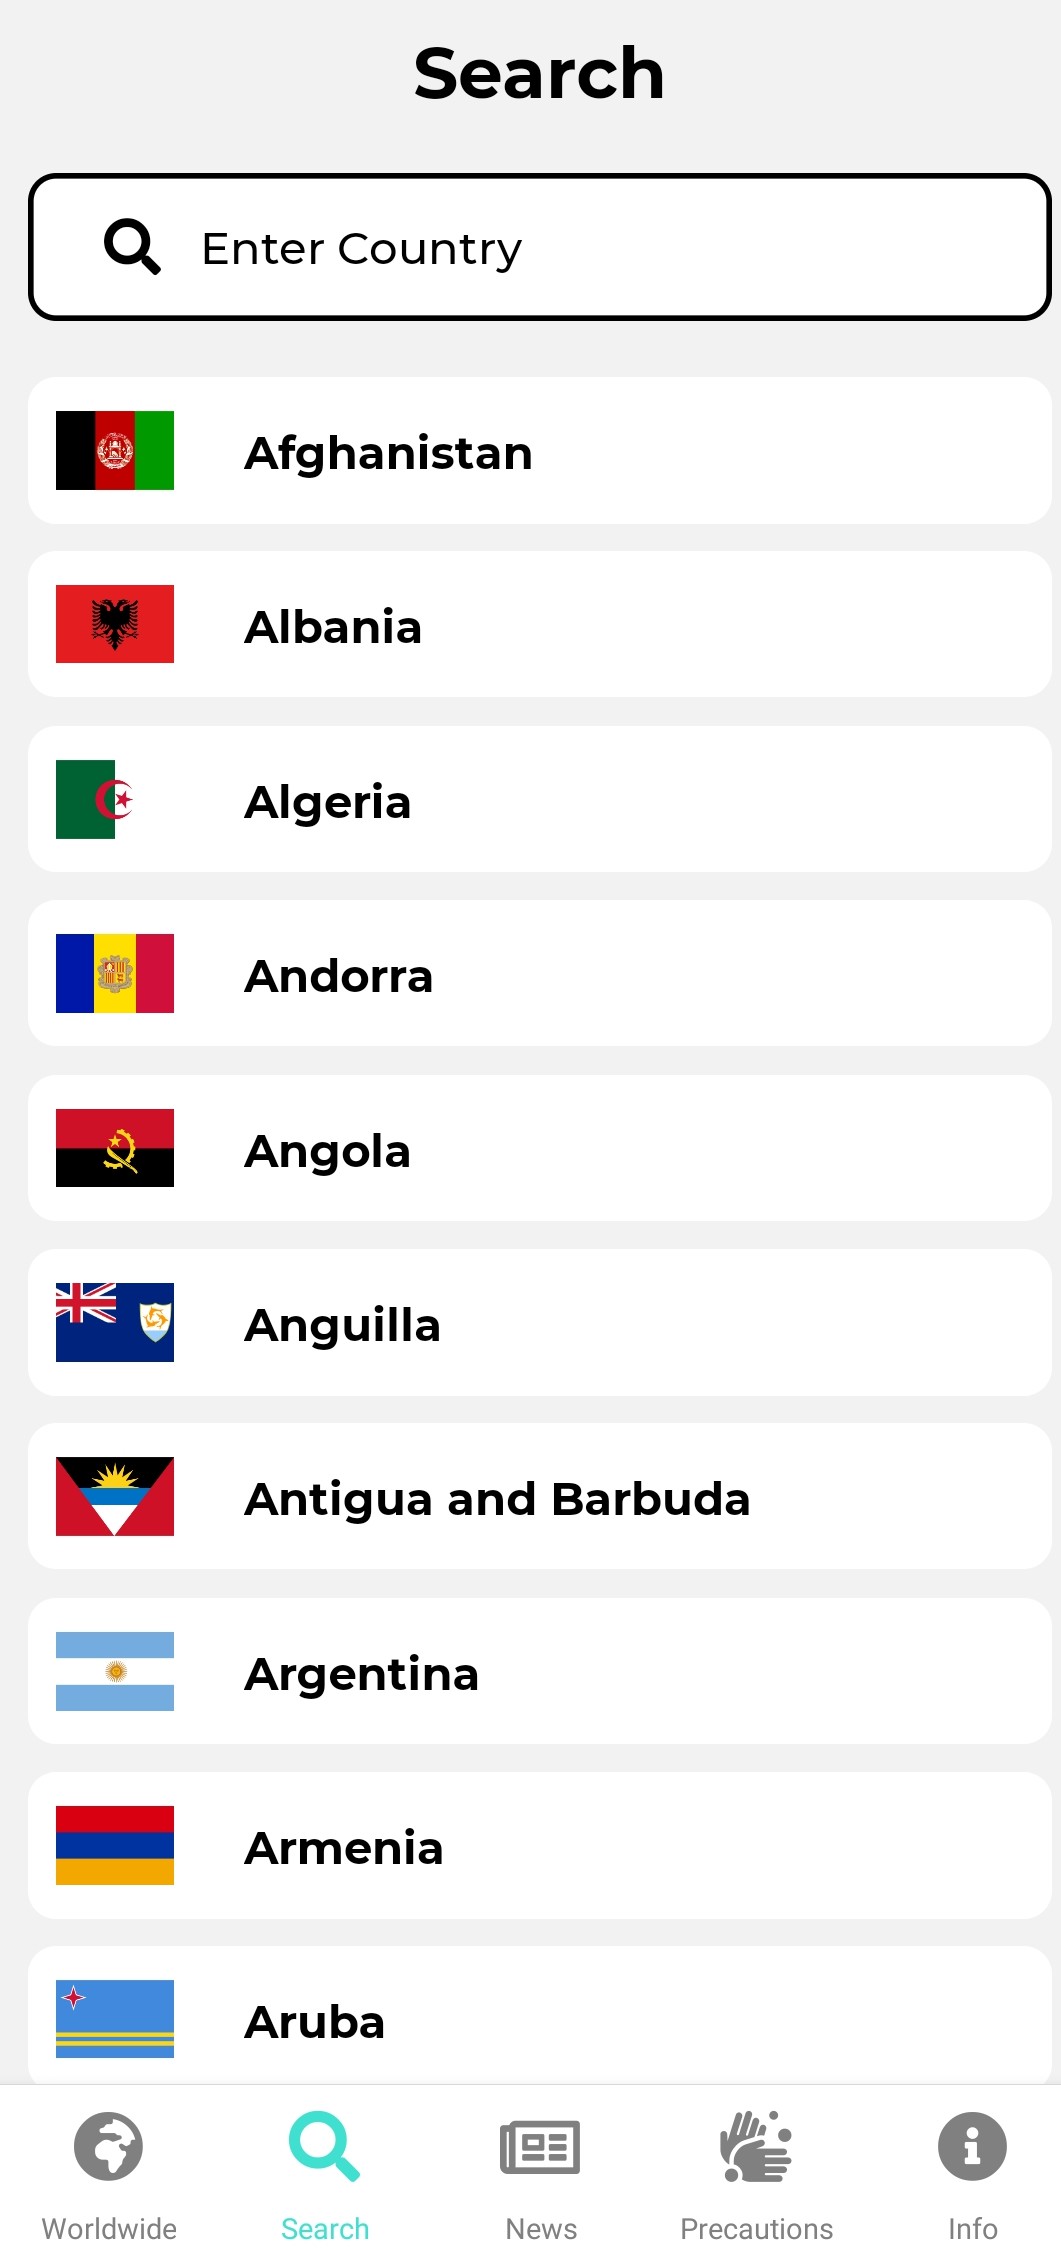 Search
Enter Country
Afghanistan
Albania
Algeria
Andorra
Angola
Anguilla
Antigua and Barbuda
Argentina
Armenia
Aruba
Worldwide
Search
News
Precautions
Info